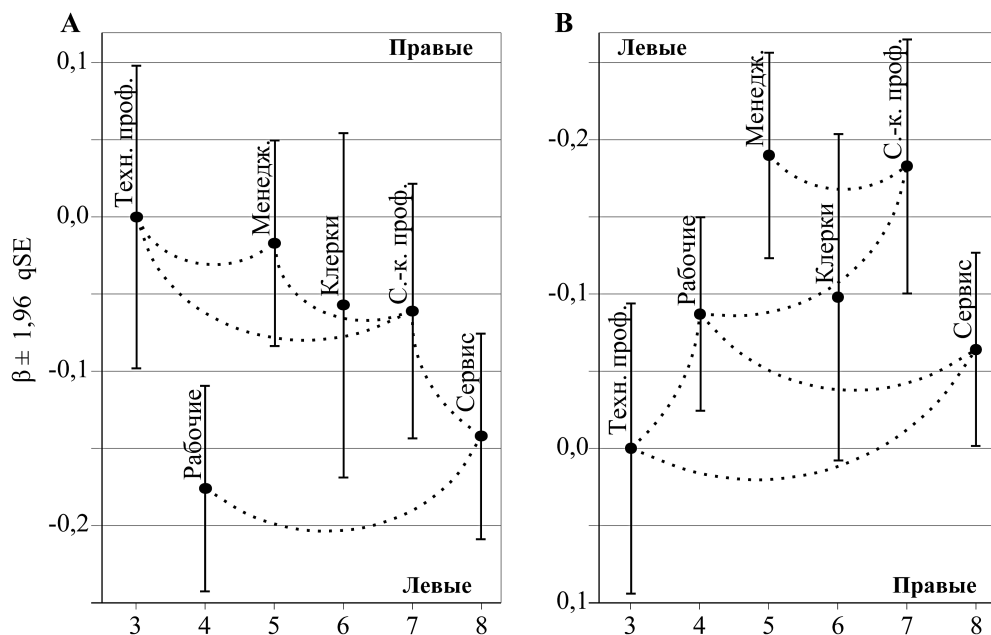 A
Правые
0,1
0,0
-0,1
-0,2
β ± 1,96 qSE
Техн. проф.
Рабочие
Менедж.
Клерки
С.-к. проф.
Сервис
Левые
3 4 5 6 7 8
B
Левые
-0,2
-0,1
0,0
0,1
Техн. проф.
Рабочие
Менедж.
Клерки
С.-к. проф.
Сервис
Правые
3 4 5 6 7 8